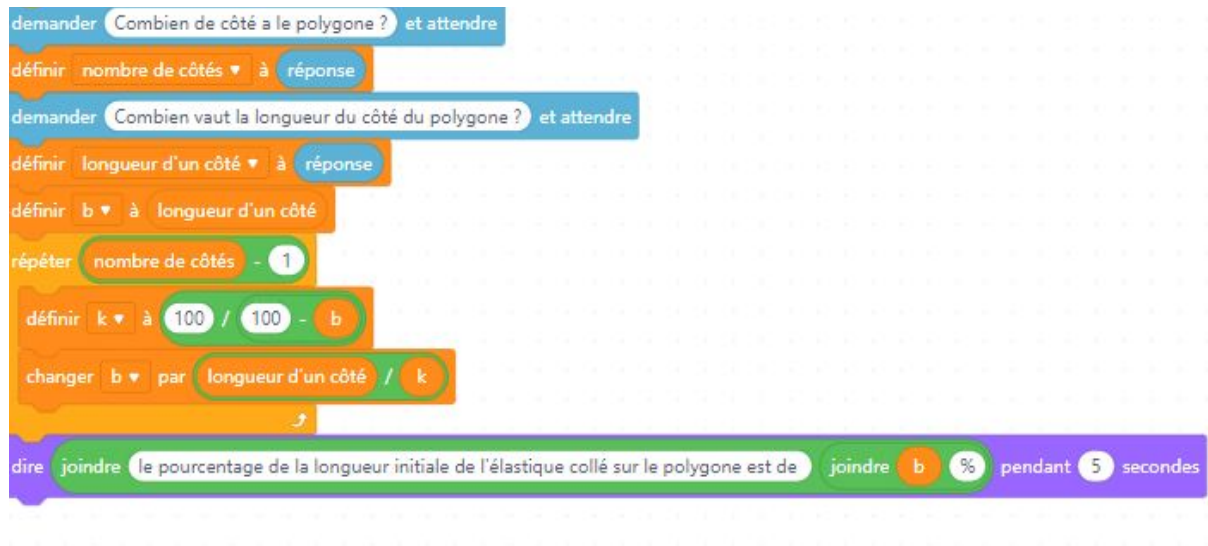 demander Combien de côté a le polygone ? et attendre
définir nombre de côtés ▾ à réponse
demander Combien vaut la longueur du côté du polygone ? et attendre
définir longueur d'un côté ▾ à réponse
définir b ▾ à longueur d'un côté
répéter nombre de côtés - 1
définir k ▾ à 100 / 100 - b
changer b ▾ par longueur d'un côté / k
dire joindre le pourcentage de la longueur initiale de l'élastique collé sur le polygone est de joindre b % pendant 5 secondes